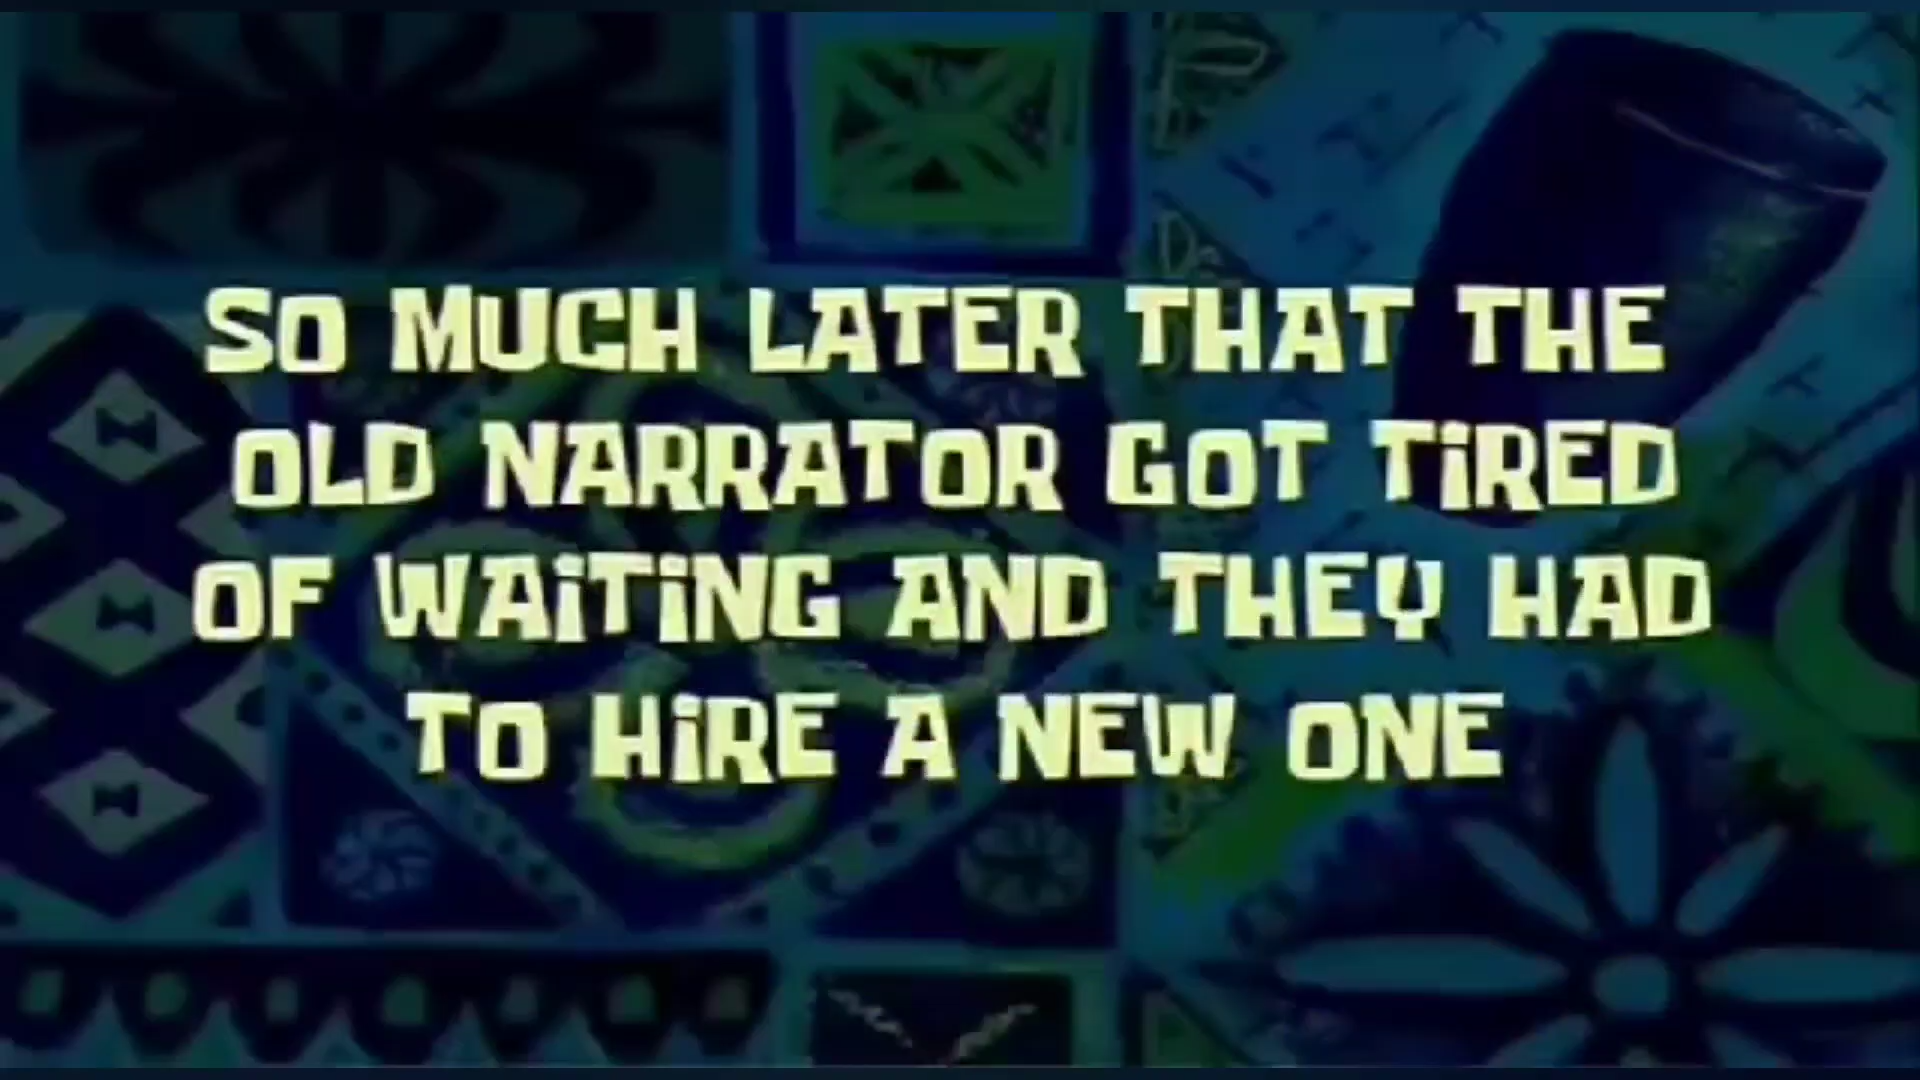 SO MUCH LATER THAT THE
OLD NARRATOR GOT TiRED
OF WAiTiNG AND THEY HAD
TO HiRE A NEW ONE